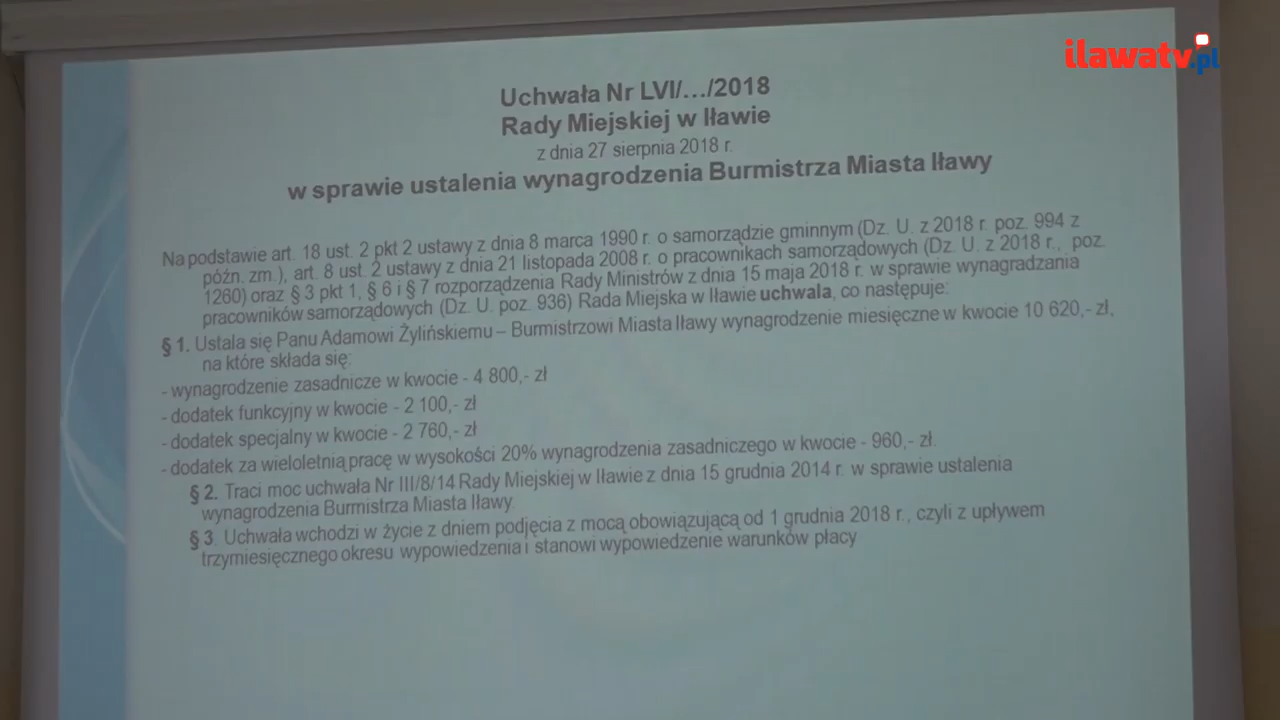 ilawatv.pl
Uchwała Nr LVI/…/2018
Rady Miejskiej w Iławie
z dnia 27 sierpnia 2018 r.
w sprawie ustalenia wynagrodzenia Burmistrza Miasta Iławy
Na podstawie art. 18 ust. 2 pkt 2 ustawy z dnia 8 marca 1990 r. o samorządzie gminnym (Dz. U. z 2018 r. poz. 994 z
późn. zm.), art. 8 ust. 2 ustawy z dnia 21 listopada 2008 r. o pracownikach samorządowych (Dz. U. z 2018 r., poz.
1260) oraz § 3 pkt 1, § 6 i § 7 rozporządzenia Rady Ministrów z dnia 15 maja 2018 r. w sprawie wynagradzania
pracowników samorządowych (Dz. U. poz. 936) Rada Miejska w Iławie uchwala, co następuje:
§ 1. Ustala się Panu Adamowi Żylińskiemu – Burmistrzowi Miasta Iławy wynagrodzenie miesięczne w kwocie 10 620,- zł,
na które składa się:
- wynagrodzenie zasadnicze w kwocie - 4 800,- zł
- dodatek funkcyjny w kwocie - 2 100,- zł
- dodatek specjalny w kwocie - 2 760,- zł
- dodatek za wieloletnią pracę w wysokości 20% wynagrodzenia zasadniczego w kwocie - 960,- zł.
§ 2. Traci moc uchwała Nr III/8/14 Rady Miejskiej w Iławie z dnia 15 grudnia 2014 r. w sprawie ustalenia
wynagrodzenia Burmistrza Miasta Iławy
§ 3. Uchwała wchodzi w życie z dniem podjęcia z mocą obowiązującą od 1 grudnia 2018 r., czyli z upływem
trzymiesięcznego okresu wypowiedzenia i stanowi wypowiedzenie warunków płacy